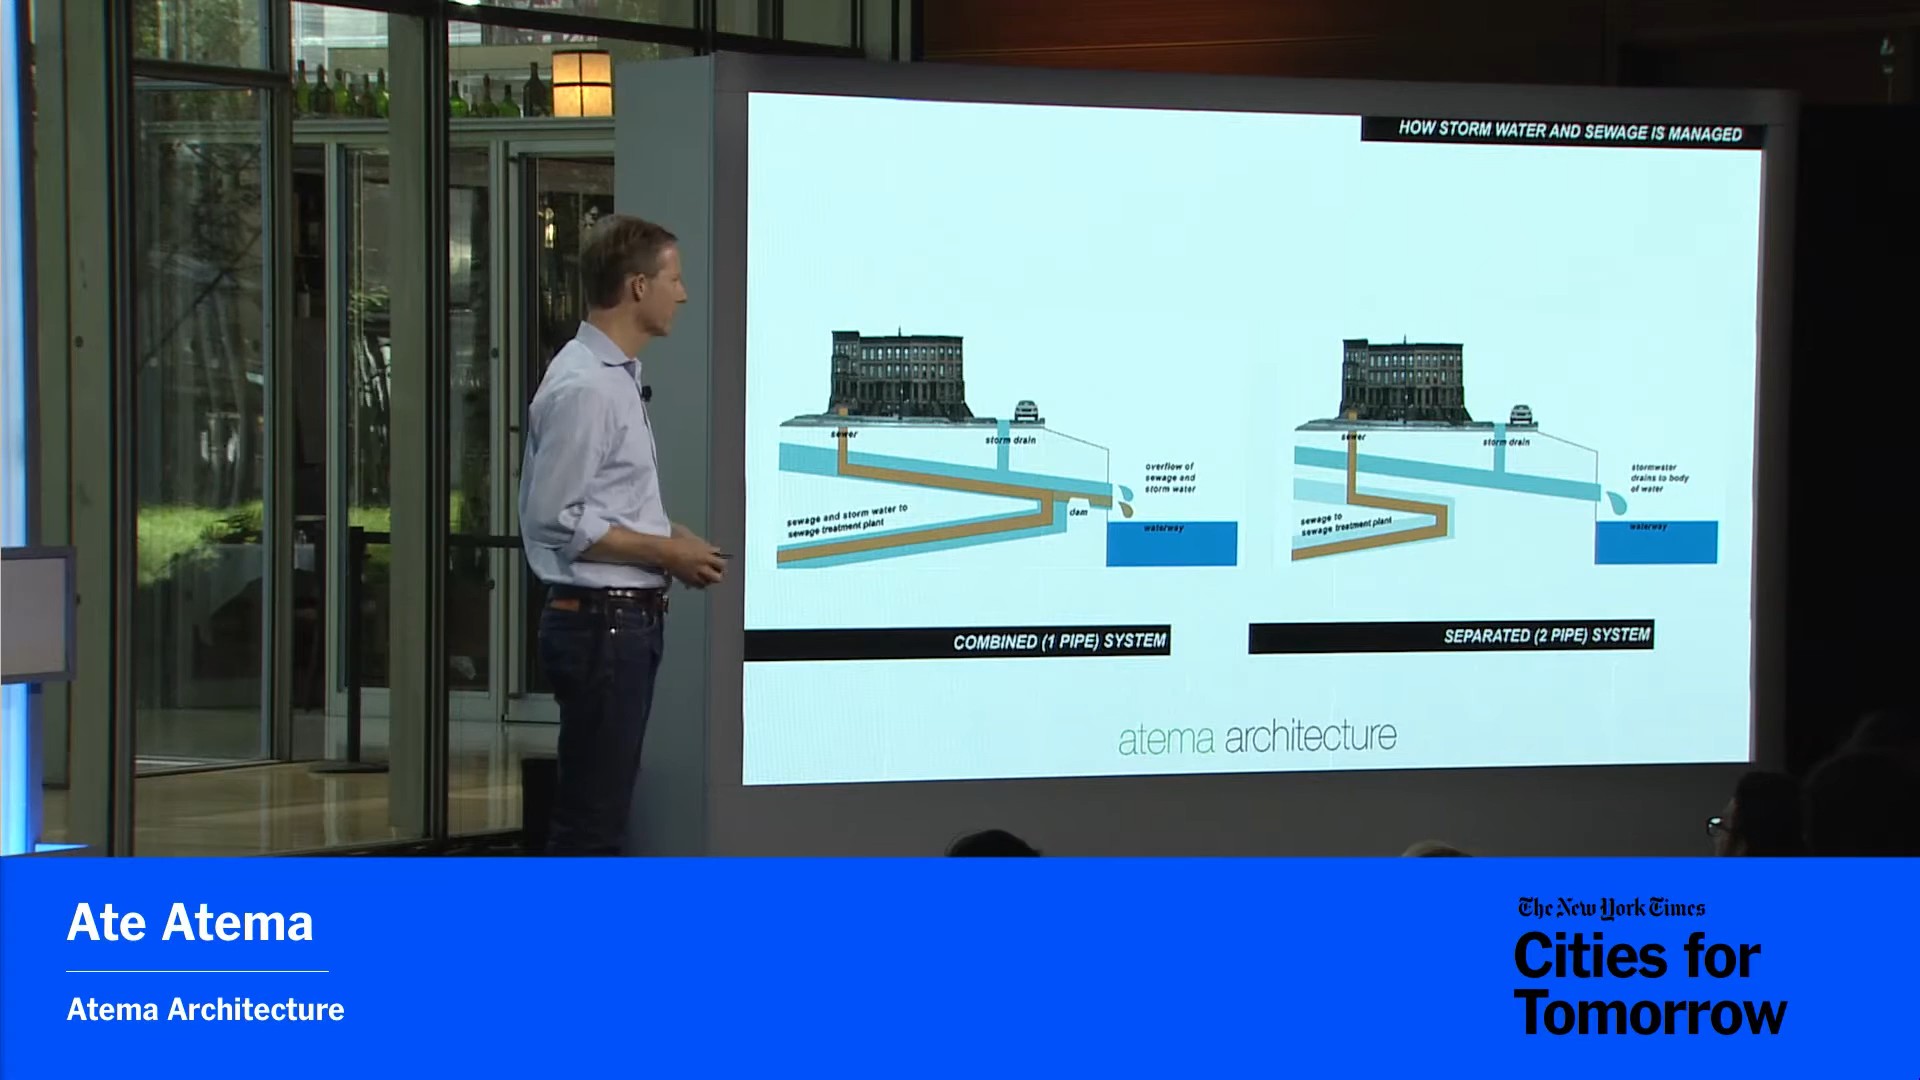 HOW STORM WATER AND SEWAGE IS MANAGED
sewer
storm drain
overflow of
sewage and
storm water
sewage and storm water to
sewage treatment plant
dam
waterway
COMBINED (1 PIPE) SYSTEM
sewer
storm drain
stormwater
drains to body
of water
sewage to
sewage treatment plant
waterway
SEPARATED (2 PIPE) SYSTEM
atema architecture
Ate Atema
Atema Architecture
The New York Times
Cities for
Tomorrow